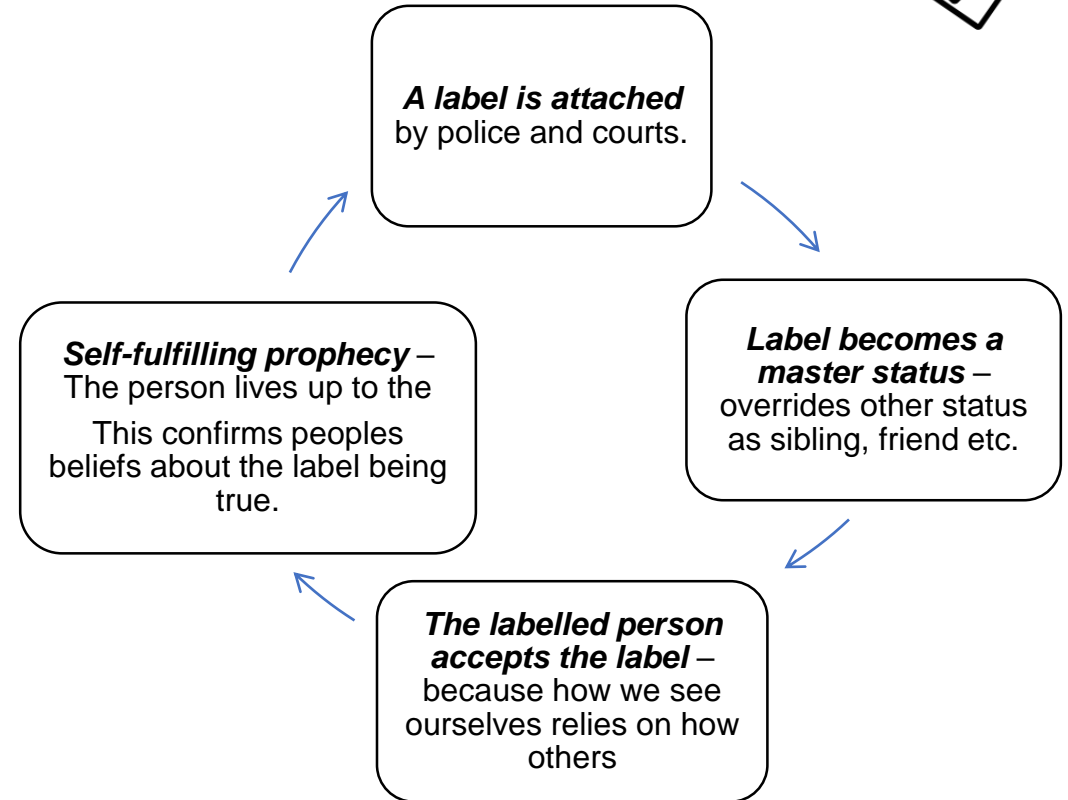 A label is attached
by police and courts.
Label becomes a
master status –
overrides other status
as sibling, friend etc.
The labelled person
accepts the label –
because how we see
ourselves relies on how
others
Self-fulfilling prophecy –
The person lives up to the
This confirms peoples
beliefs about the label being
true.